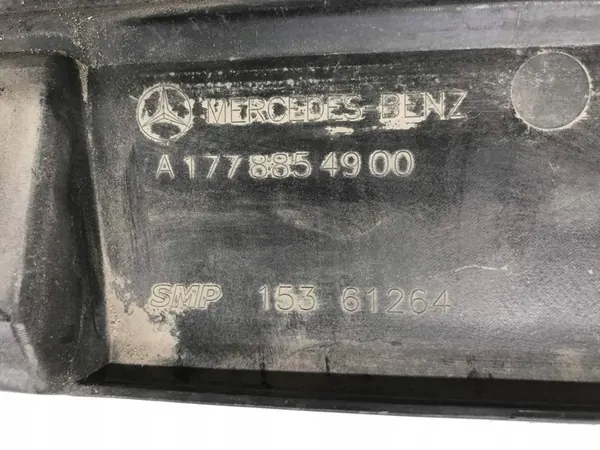 MERCEDES-BENZ
A 177 885 49 00
SMP 153 61264